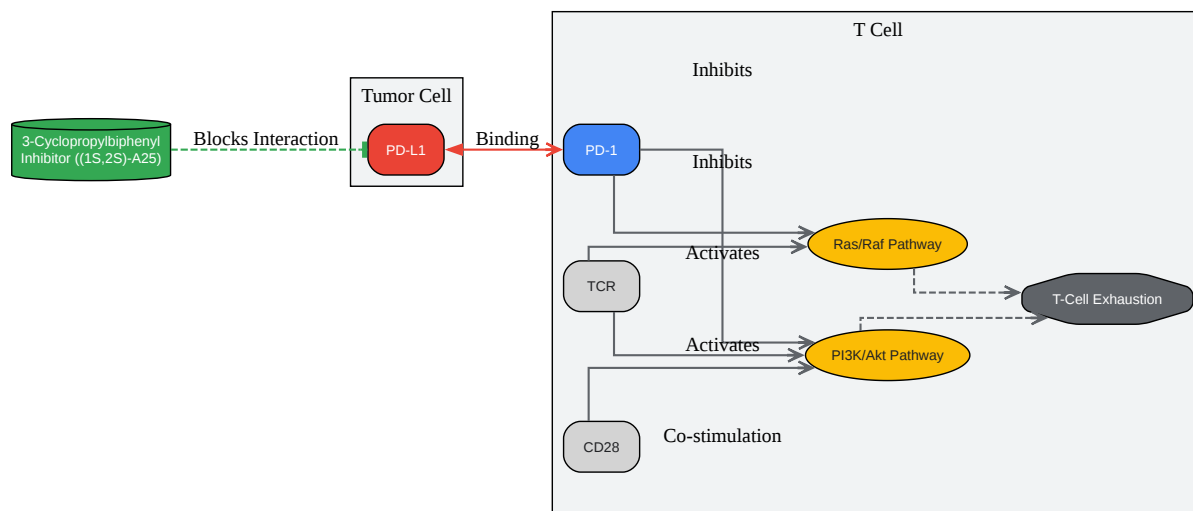 T Cell
Inhibits
Tumor Cell
3-Cyclopropylbiphenyl
Inhibitor ((1S,2S)-A25)
Blocks Interaction
PD-L1
Binding
PD-1
Inhibits
Ras/Raf Pathway
Activates
TCR
T-Cell Exhaustion
Activates
PI3K/Akt Pathway
Co-stimulation
CD28